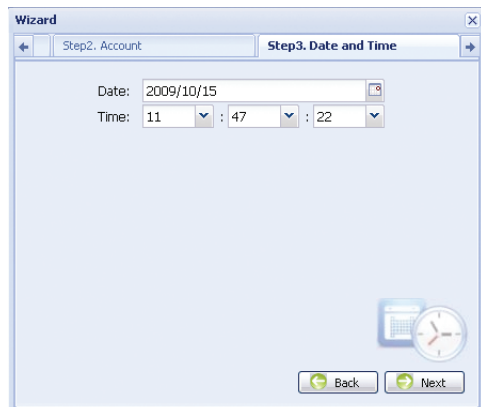 Wizard
Step2. Account Step3. Date and Time
Date: 2009/10/15
Time: 11 : 47 : 22
Back Next